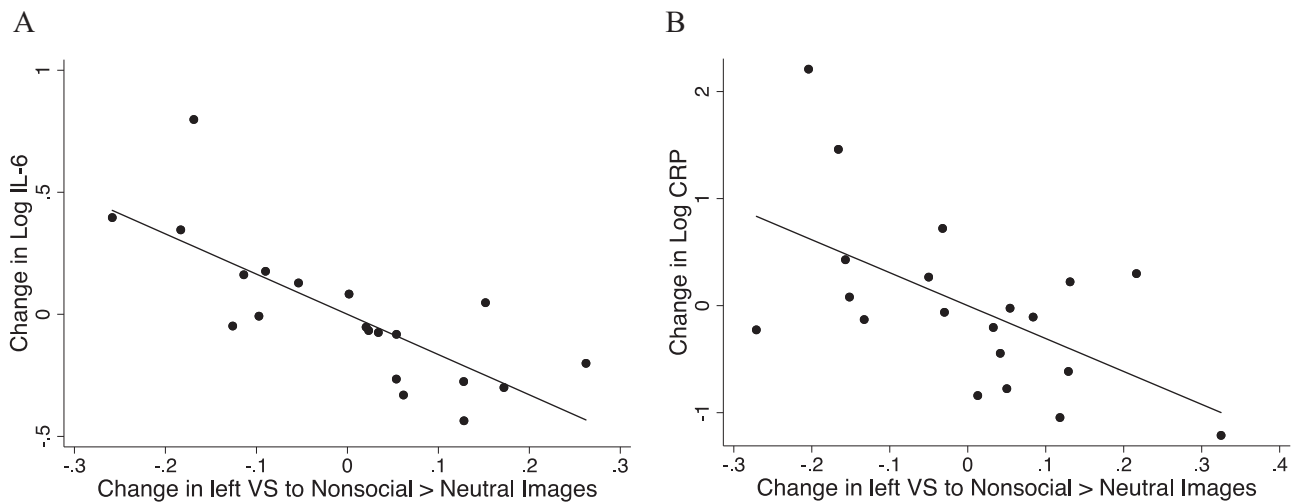 A
B
1
.5
0
-.5
Change in Log IL-6
-.3 -.2 -.1 0 .1 .2 .3
Change in left VS to Nonsocial > Neutral Images
2
1
0
-1
Change in Log CRP
-.3 -.2 -.1 0 .1 .2 .3 .4
Change in left VS to Nonsocial > Neutral Images